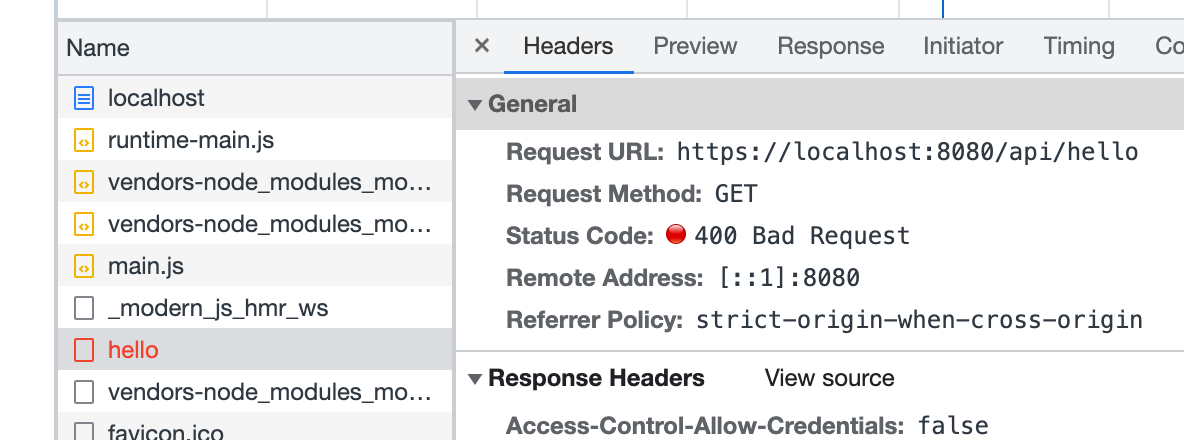 Name
localhost
runtime-main.js
vendors-node_modules_mo...
vendors-node_modules_mo...
main.js
_modern_js_hmr_ws
hello
vendors-node_modules_mo...
favicon.ico
× Headers Preview Response Initiator Timing Co
General
Request URL: https://localhost:8080/api/hello
Request Method: GET
Status Code: 400 Bad Request
Remote Address: [::1]:8080
Referrer Policy: strict-origin-when-cross-origin
Response Headers View source
Access-Control-Allow-Credentials: false